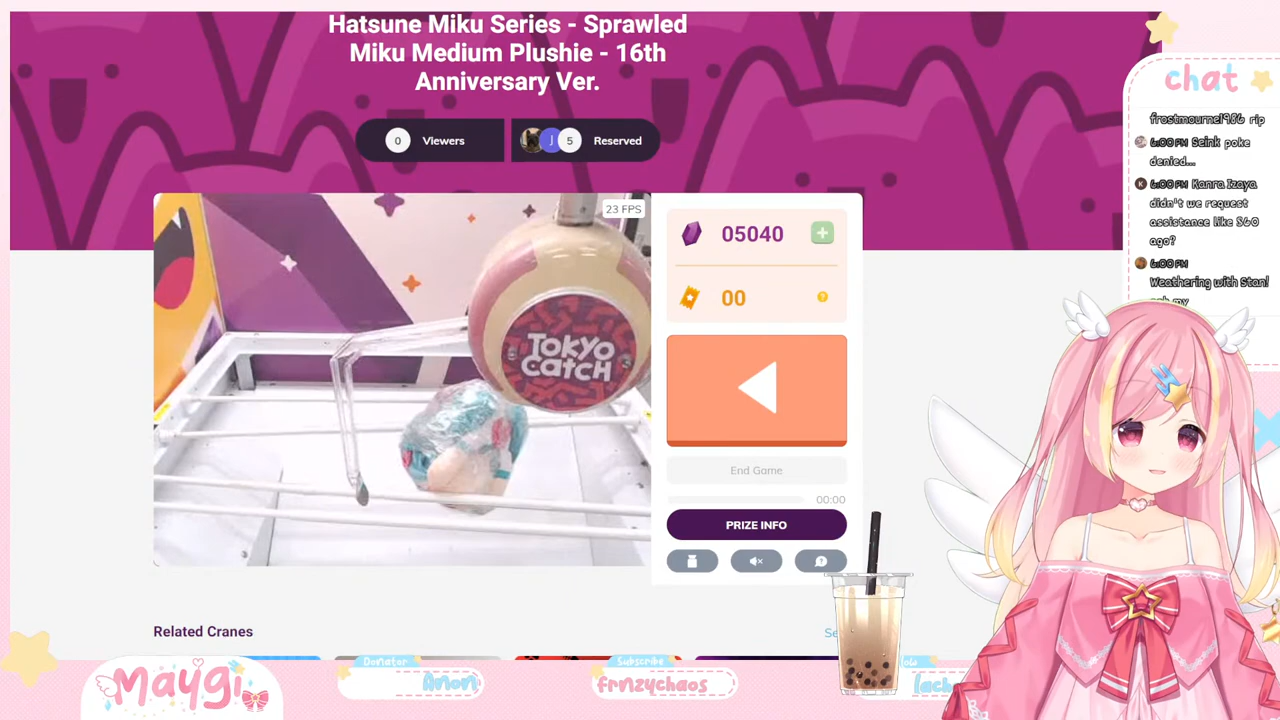 Hatsune Miku Series - Sprawled
Miku Medium Plushie - 16th
Anniversary Ver.
0 Viewers
J 5 Reserved
23 FPS
TOKYO
CATCH
05040
00
End Game
00:00
PRIZE INFO
Related Cranes
chat
frostmourne1986 rip
6:00 PM Seink poke
denied...
K 6:00 PM Kanra Izaya
didn't we request
assistance like 560
ago?
6:00 PM
Weathering with Stan!
Maygi
Donator
Anon
Subscribe
frnzychaos